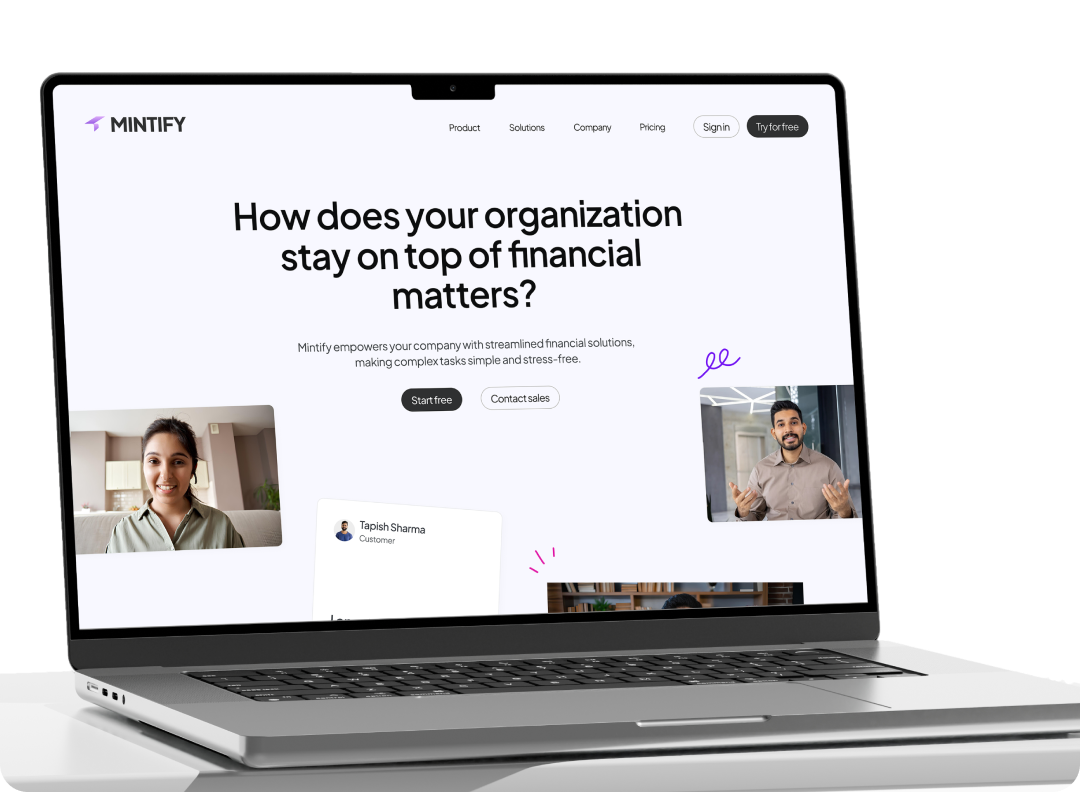 MINTIFY
Product Solutions Company Pricing Sign in Try for free
How does your organization
stay on top of financial
matters?
Mintify empowers your company with streamlined financial solutions,
making complex tasks simple and stress-free.
Start free Contact sales
Tapish Sharma
Customer